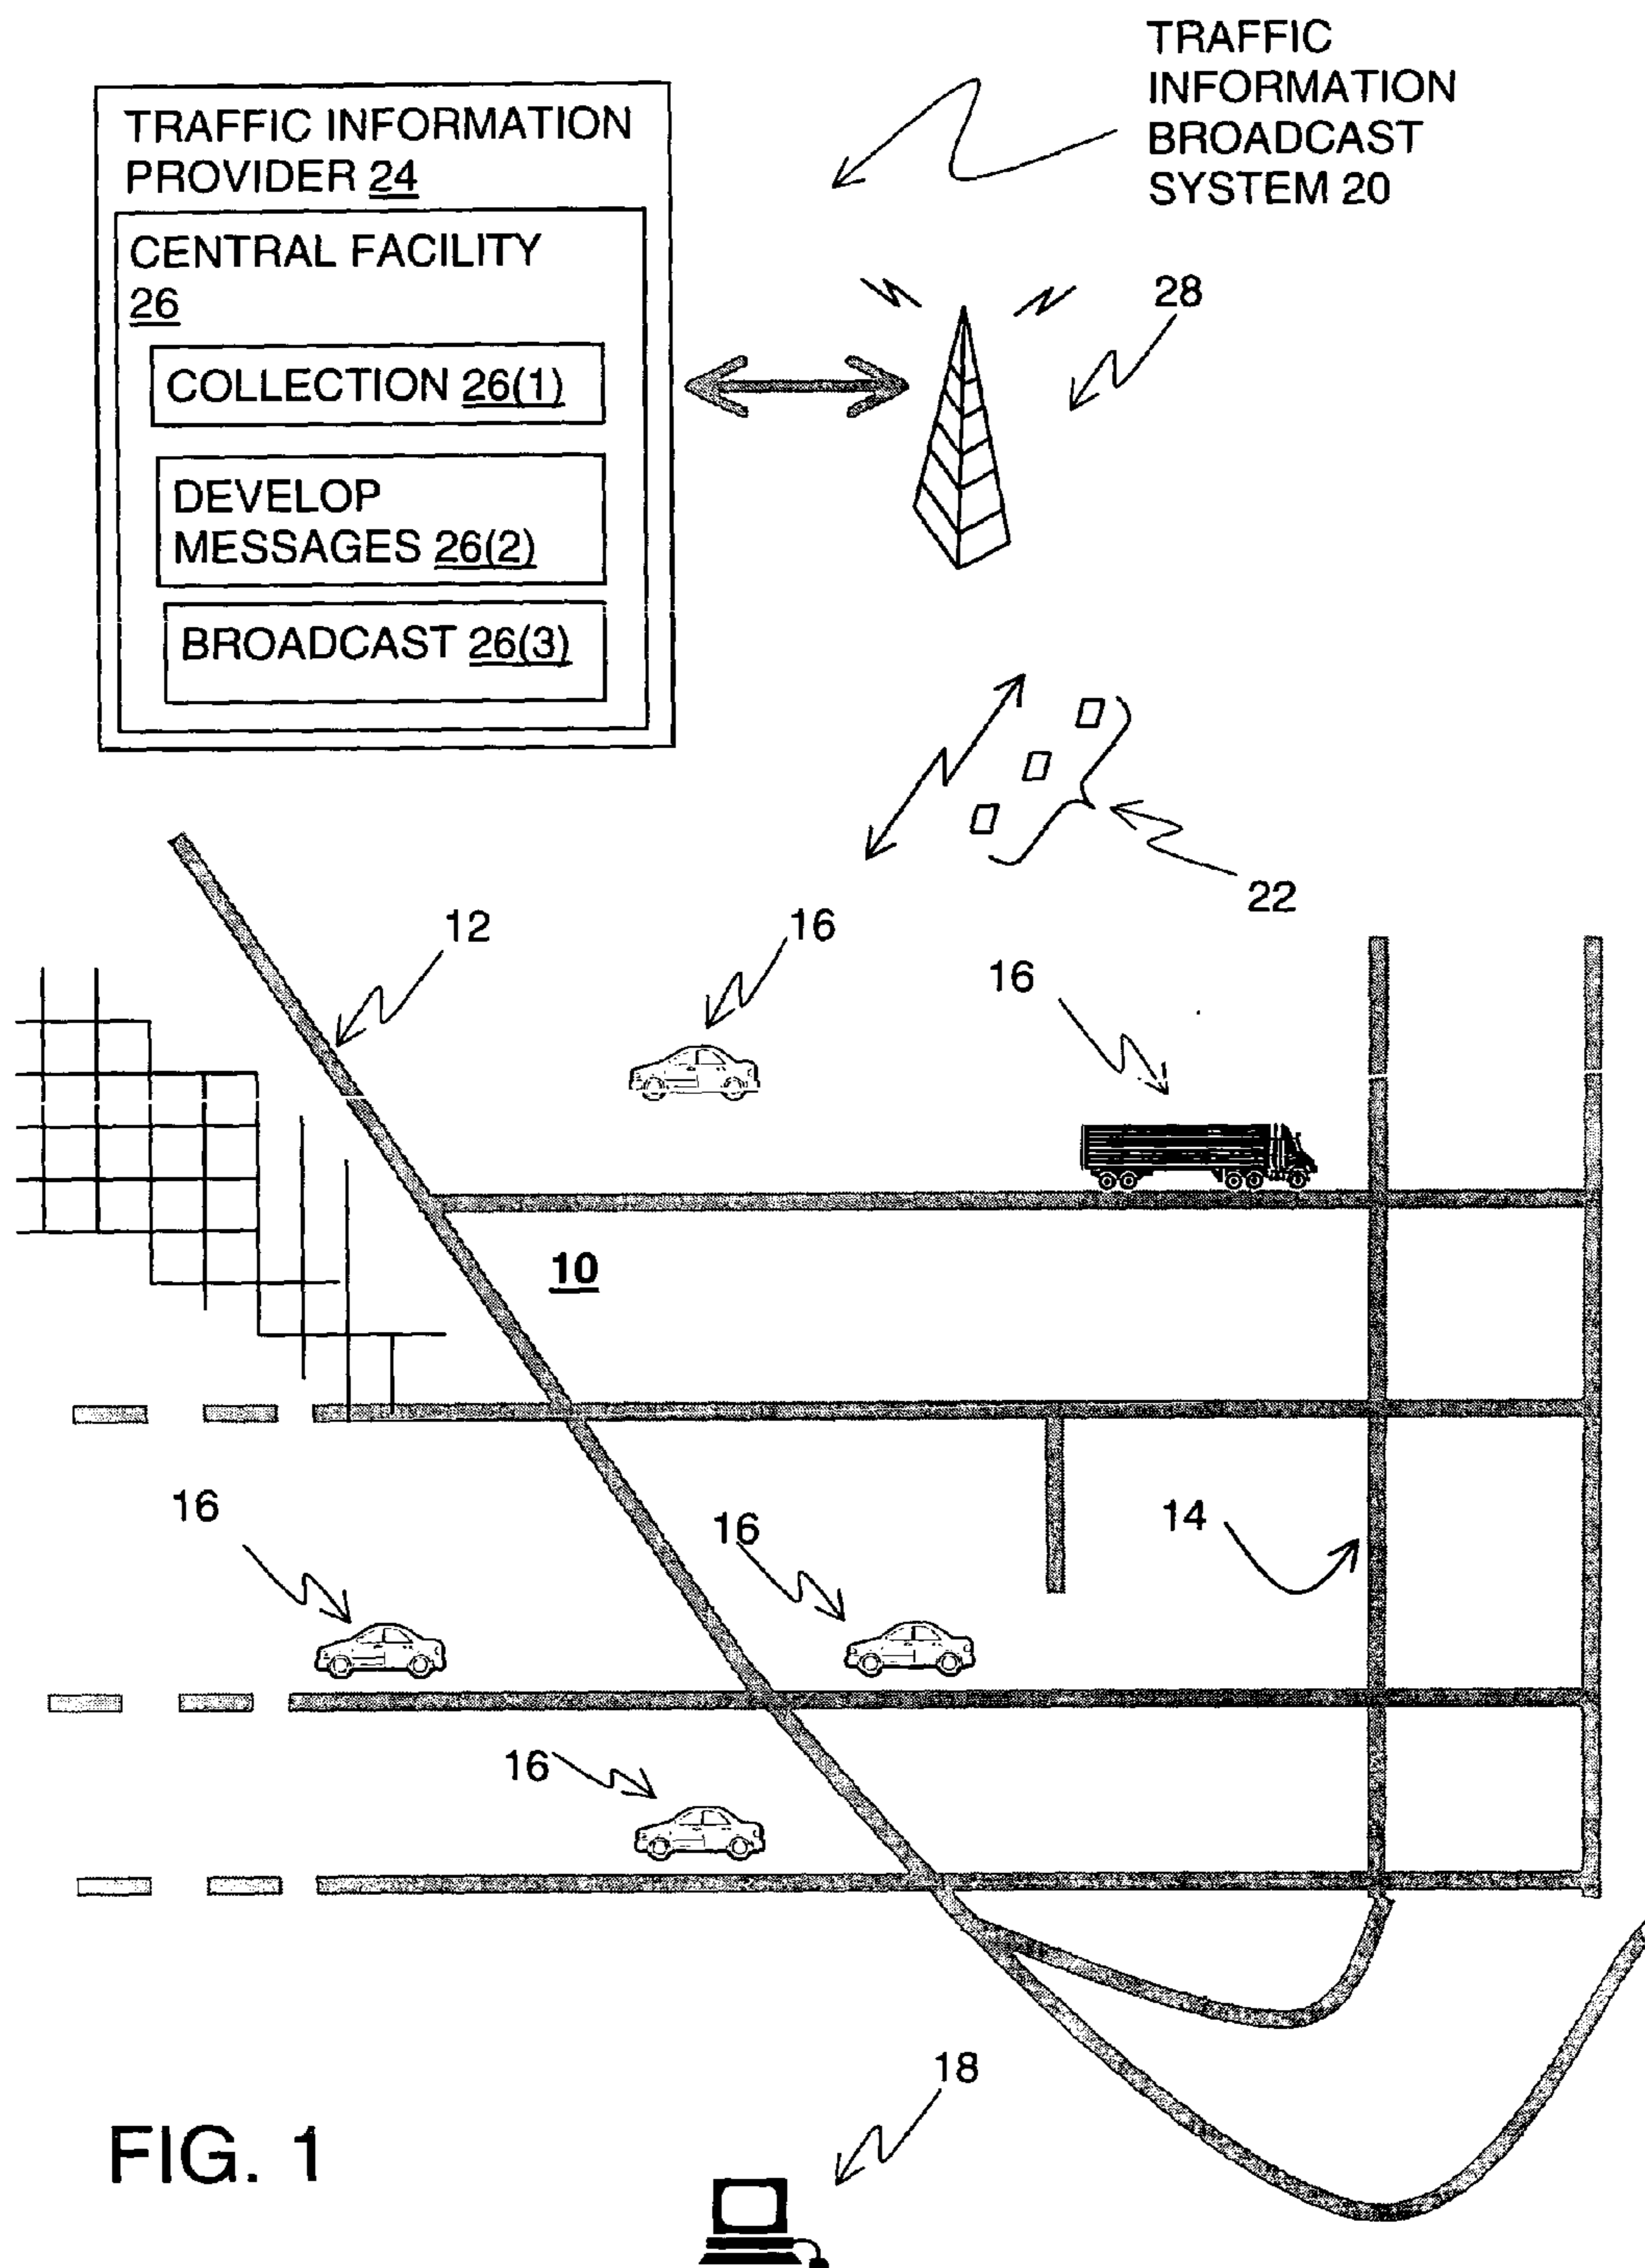 TRAFFIC
INFORMATION
BROADCAST
SYSTEM 20
TRAFFIC INFORMATION
PROVIDER 24
CENTRAL FACILITY
26
COLLECTION 26(1)
DEVELOP
MESSAGES 26(2)
BROADCAST 26(3)
28
22
12
16
16
10
16
16
14
16
18
FIG. 1